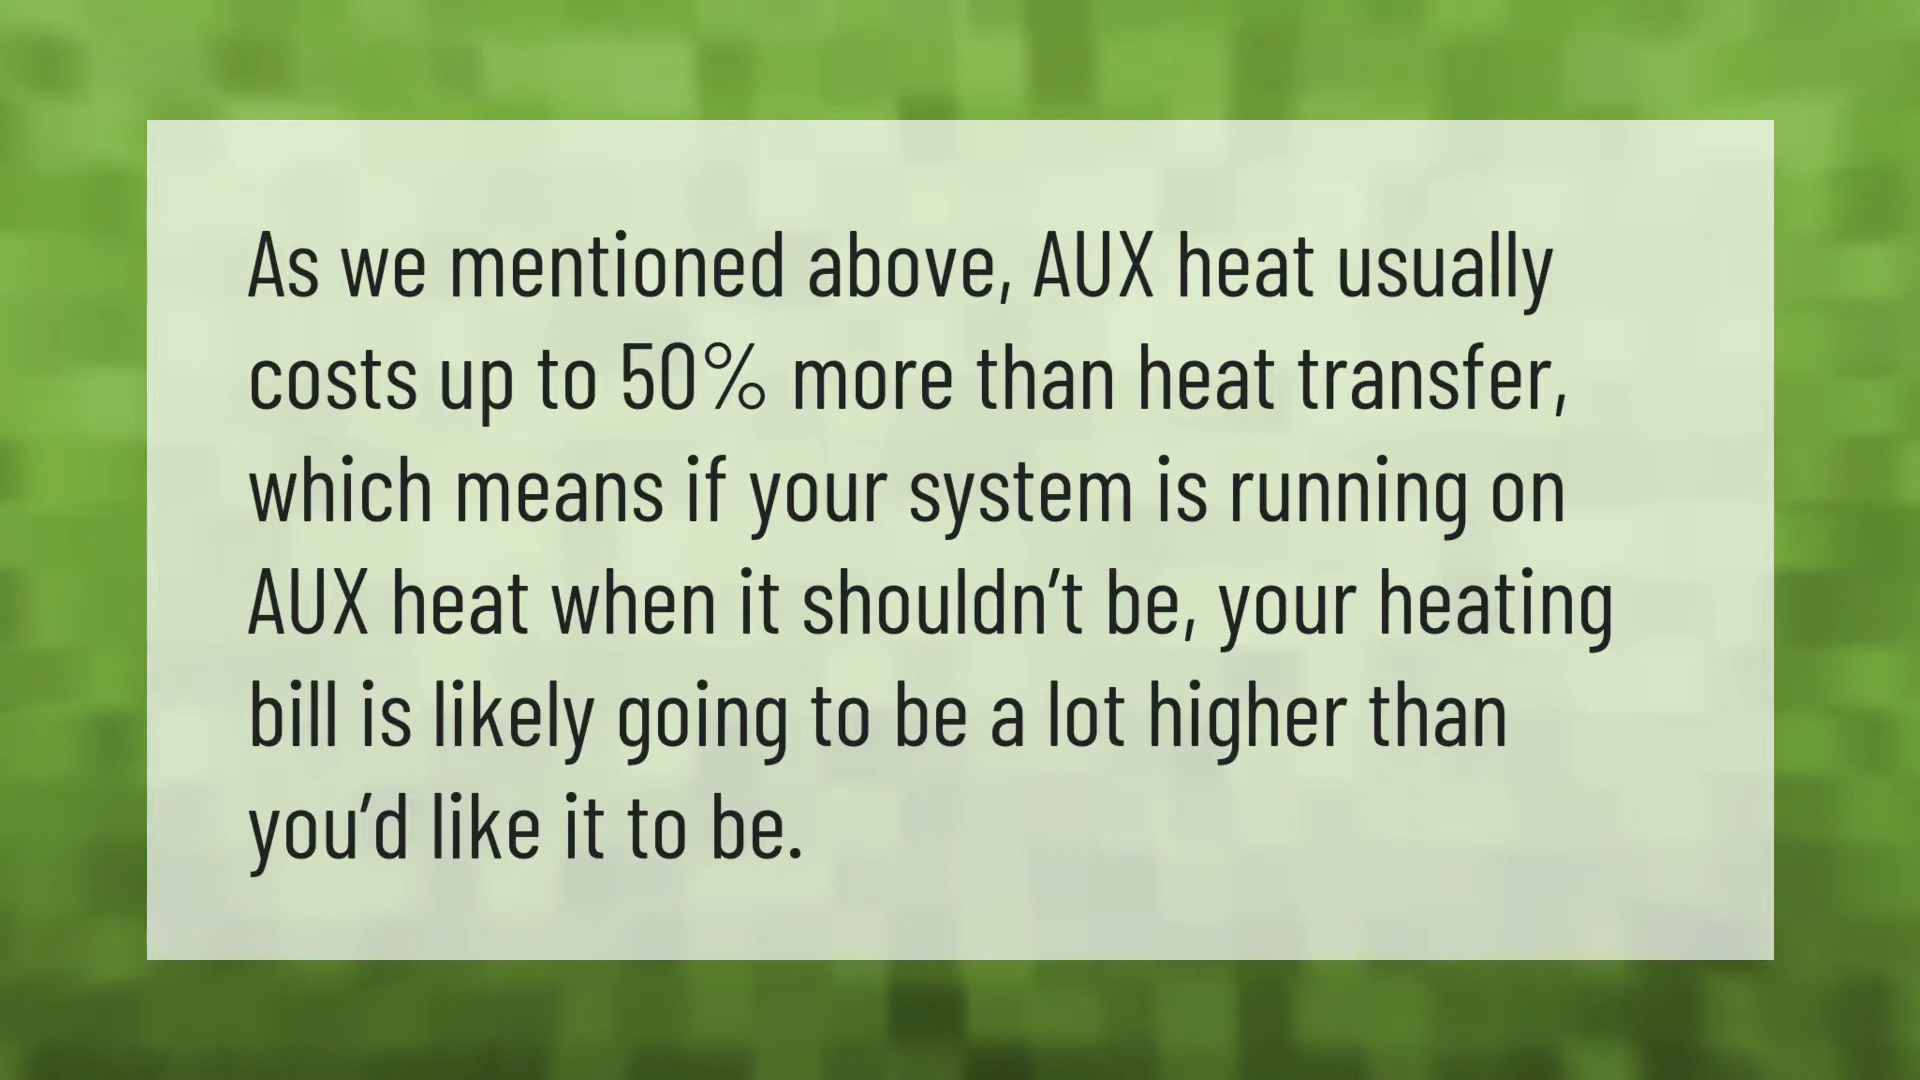 As we mentioned above, AUX heat usually
costs up to 50% more than heat transfer,
which means if your system is running on
AUX heat when it shouldn’t be, your heating
bill is likely going to be a lot higher than
you’d like it to be.